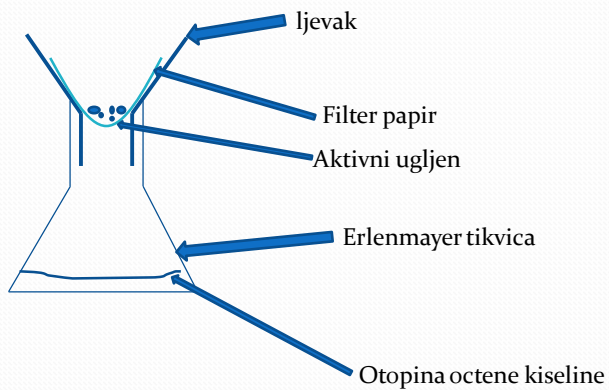 ljevak
Filter papir
Aktivni ugljen
Erlenmayer tikvica
Otopina octene kiseline